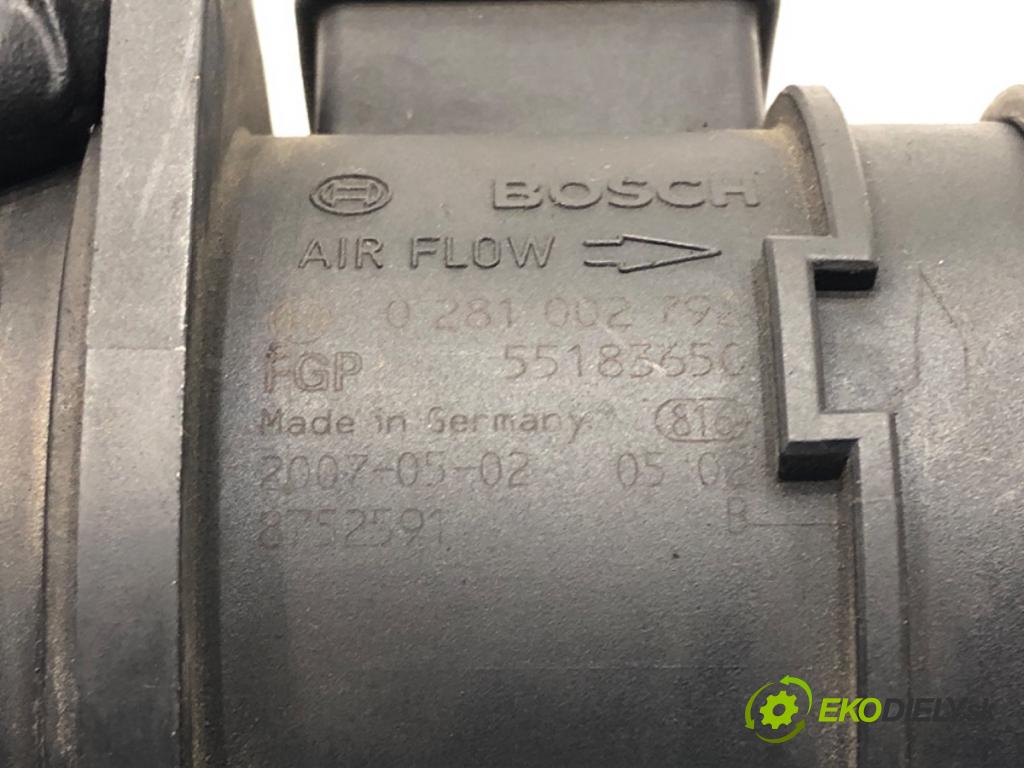 BOSCH
AIR FLOW
0 281 002 792
FGP 55183650
Made in Germany 816
2007-05-02 05 02
8752591 B
EKODIELY.sk